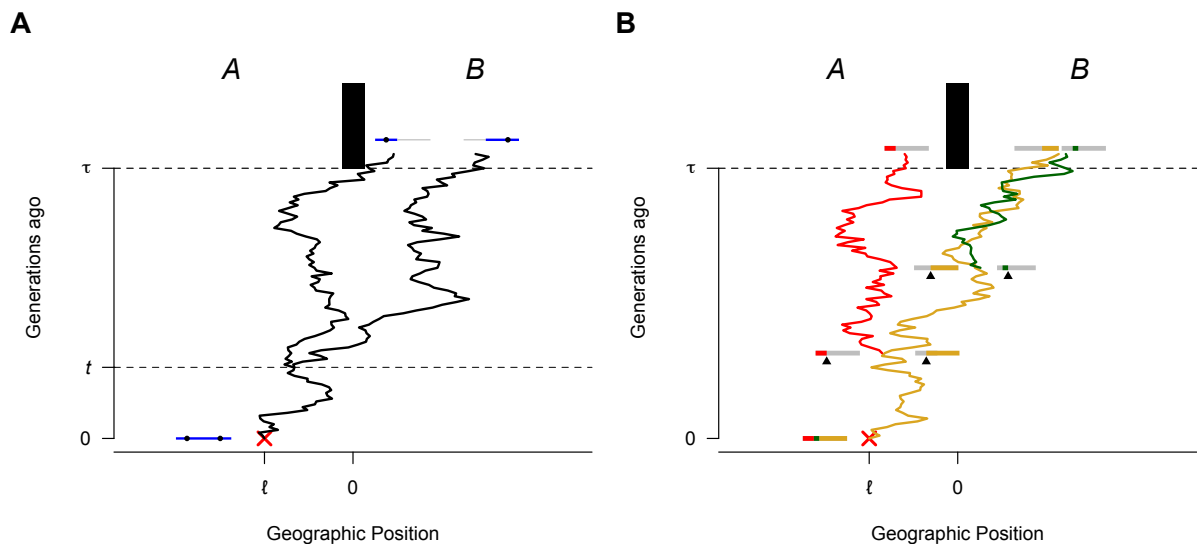 A
A B
τ
t
0
Generations ago
ℓ 0
Geographic Position
B
A B
τ
0
Generations ago
ℓ 0
Geographic Position